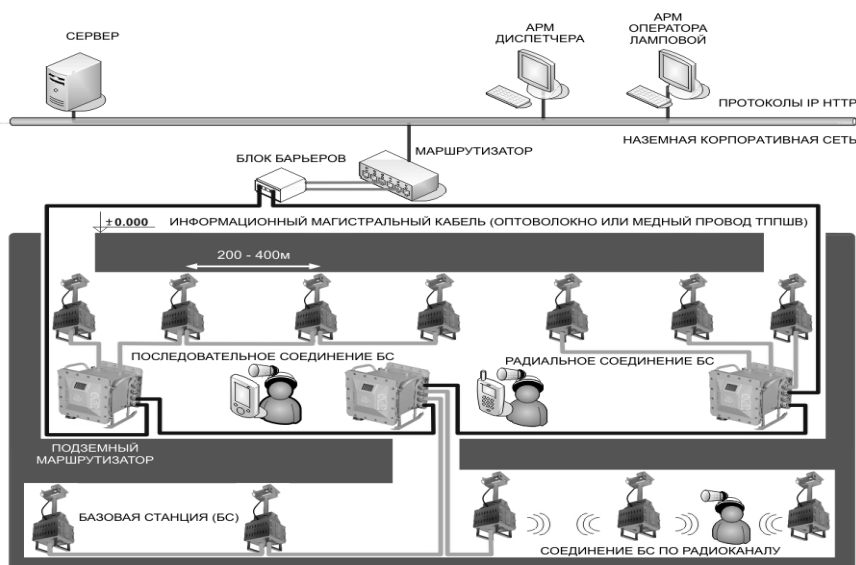 СЕРВЕР
АРМ
ДИСПЕТЧЕРА
АРМ
ОПЕРАТОРА
ЛАМПОВОЙ
ПРОТОКОЛЫ IP HTTP
НАЗЕМНАЯ КОРПОРАТИВНАЯ СЕТЬ
МАРШРУТИЗАТОР
БЛОК БАРЬЕРОВ
±0.000
ИНФОРМАЦИОННЫЙ МАГИСТРАЛЬНЫЙ КАБЕЛЬ (ОПТОВОЛОКНО ИЛИ МЕДНЫЙ ПРОВОД ТППШВ)
200 - 400м
ПОСЛЕДОВАТЕЛЬНОЕ СОЕДИНЕНИЕ БС
РАДИАЛЬНОЕ СОЕДИНЕНИЕ БС
ПОДЗЕМНЫЙ
МАРШРУТИЗАТОР
БАЗОВАЯ СТАНЦИЯ (БС)
СОЕДИНЕНИЕ БС ПО РАДИОКАНАЛУ